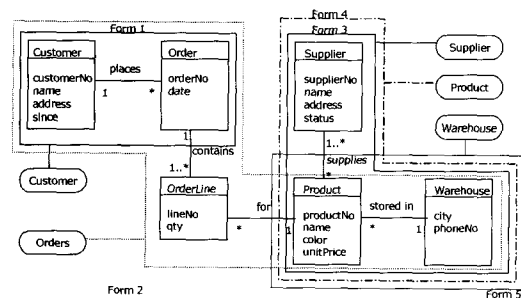 Form 4
Form 1
Form 3
Customer
Order
Supplier
Supplier
customerNo
name
address
since
places
1
*
orderNo
date
supplierNo
name
address
status
Product
Warehouse
1
contains
1..*
1..*
supplies
*
Customer
OrderLine
lineNo
qty
for
*
1
Product
productNo
name
color
unitPrice
stored in
*
1
Warehouse
city
phoneNo
Orders
Form 2
Form 5